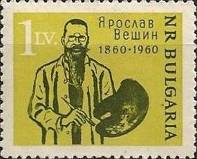 1 LV.
Ярослав
Вешин
1860-1960
NR BULGARIA